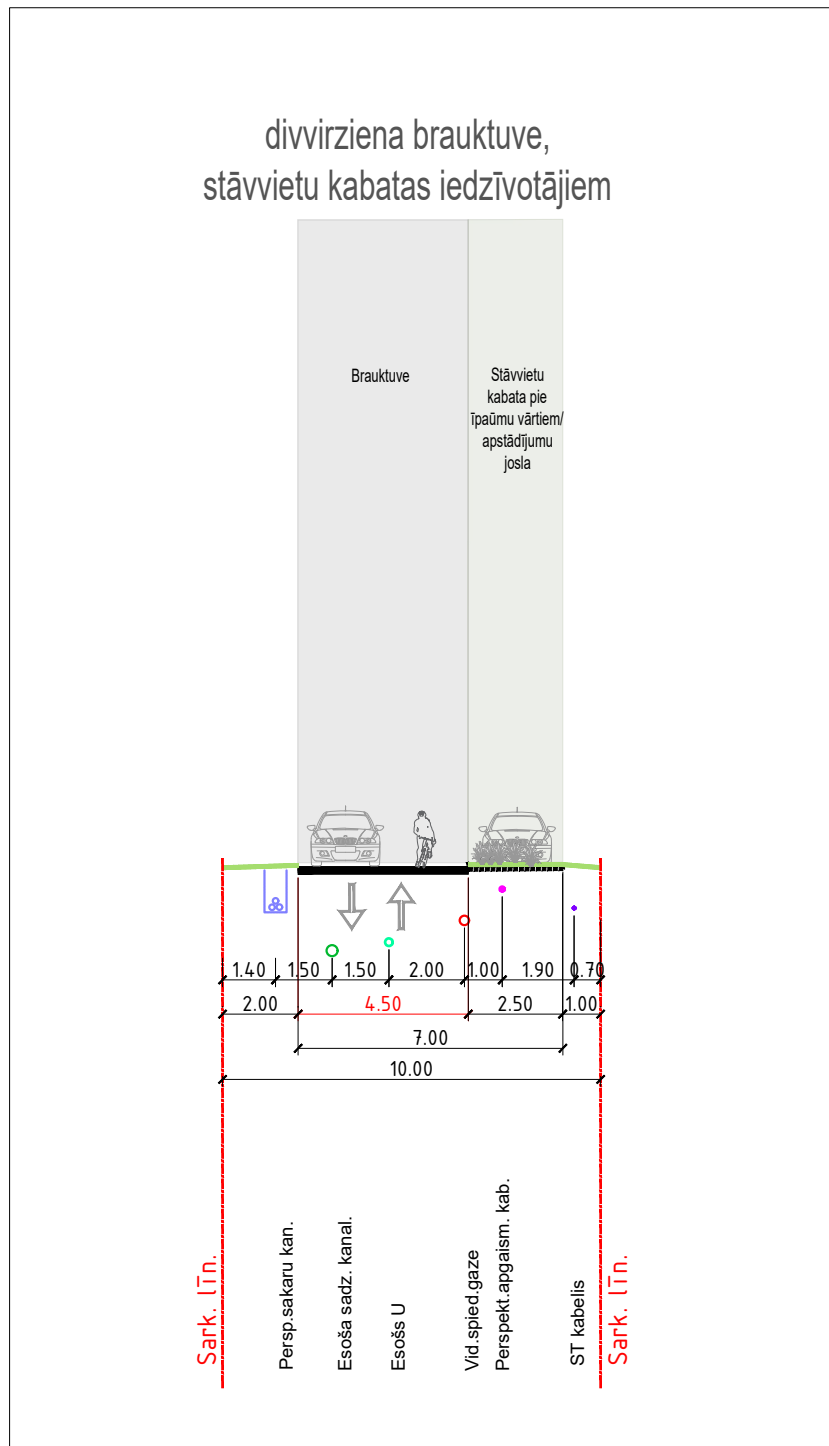 divvirziena brauktuve,
stāvvietu kabatas iedzīvotājiem
Brauktuve
Stāvvietu
kabata pie
īpaūmu vārtiem/
apstādījumu
josla
1.40 1.50 1.50 2.00 1.00 1.90 0.70
2.00 4.50 2.50 1.00
7.00
10.00
Sark. līn.
Persp.sakaru kan.
Esoša sadz. kanal.
Esošs U
Vid.spied.gaze
Perspekt.apgaism. kab.
ST kabelis
Sark. līn.